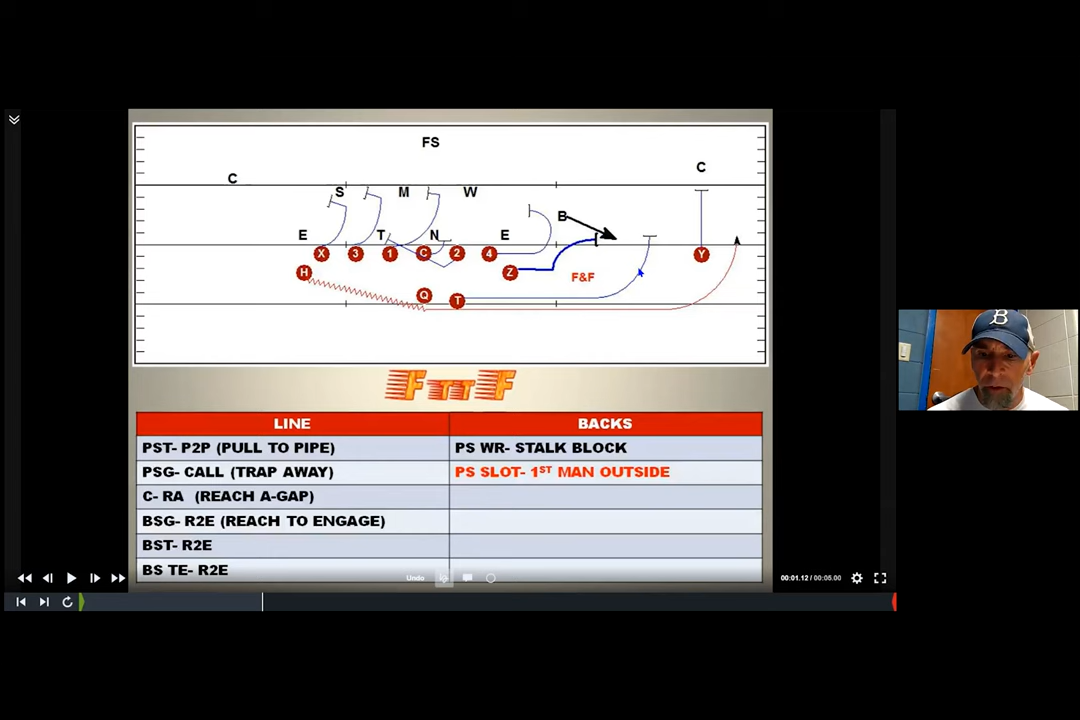 FS
C
C
S M W
B
E T N E
X 3 1 C 2 4 Y
H Z F&F
Q T
FTTF
LINE BACKS
PST- P2P (PULL TO PIPE) PS WR- STALK BLOCK
PSG- CALL (TRAP AWAY) PS SLOT- 1ST MAN OUTSIDE
C- RA (REACH A-GAP)
BSG- R2E (REACH TO ENGAGE)
BST- R2E
BS TE- R2E
Undo
00:01.12 / 00:05.00
B